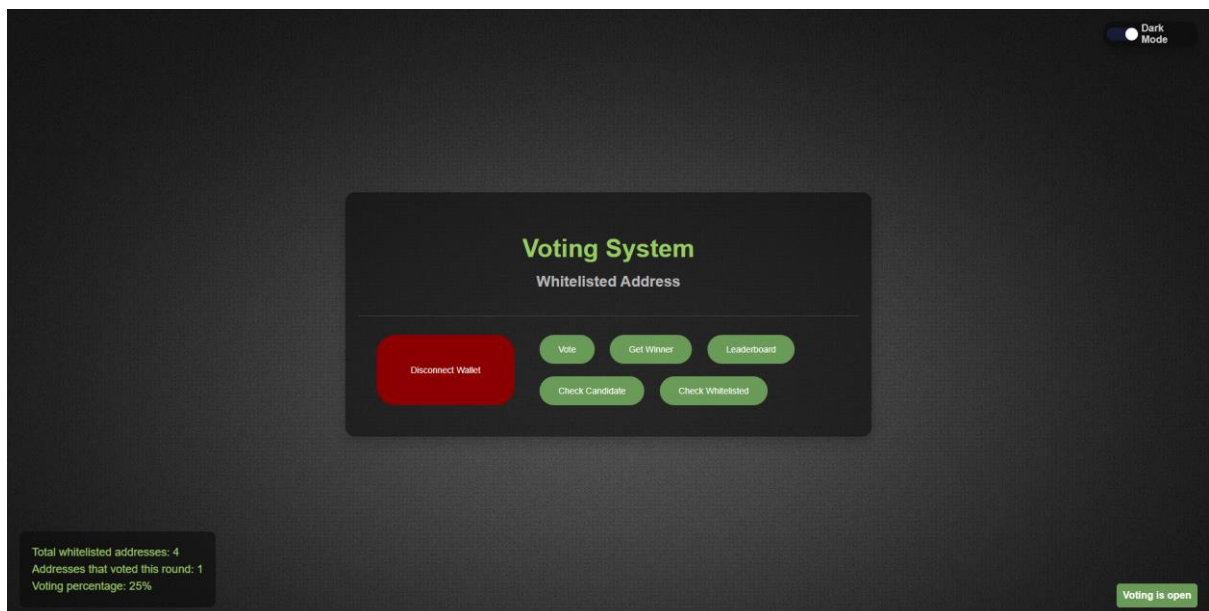 Dark
Mode
Voting System
Whitelisted Address
Disconnect Wallet
Vote
Get Winner
Leaderboard
Check Candidate
Check Whitelisted
Total whitelisted addresses: 4
Addresses that voted this round: 1
Voting percentage: 25%
Voting is open